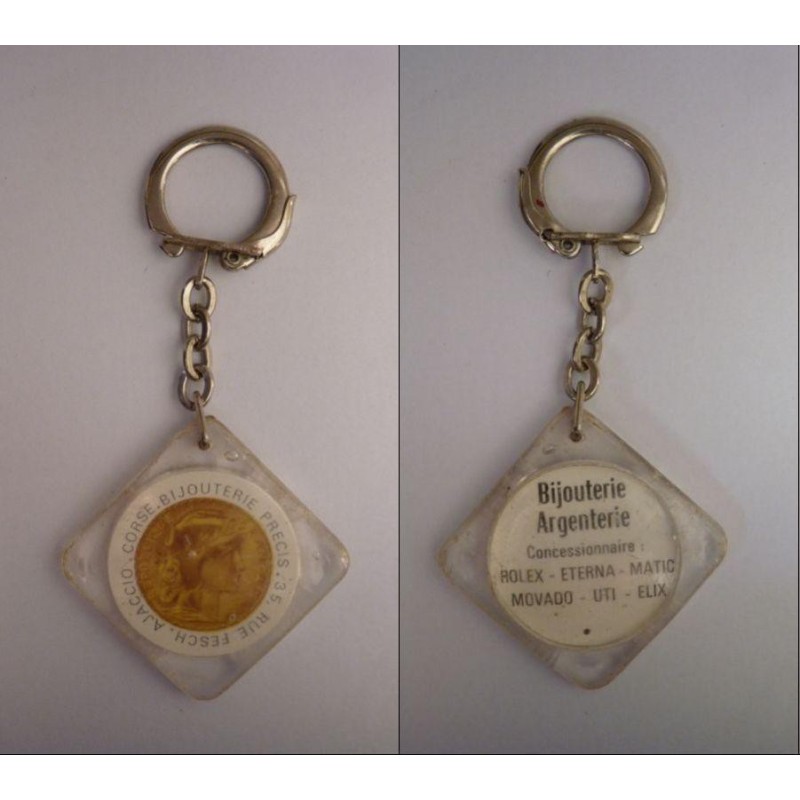 BIJOUTERIE PRECIS . 35, RUE FESCH . AJACCIO . CORSE .
Bijouterie
Argenterie
Concessionnaire :
ROLEX - ETERNA - MATIC
MOVADO - UTI - ELIX